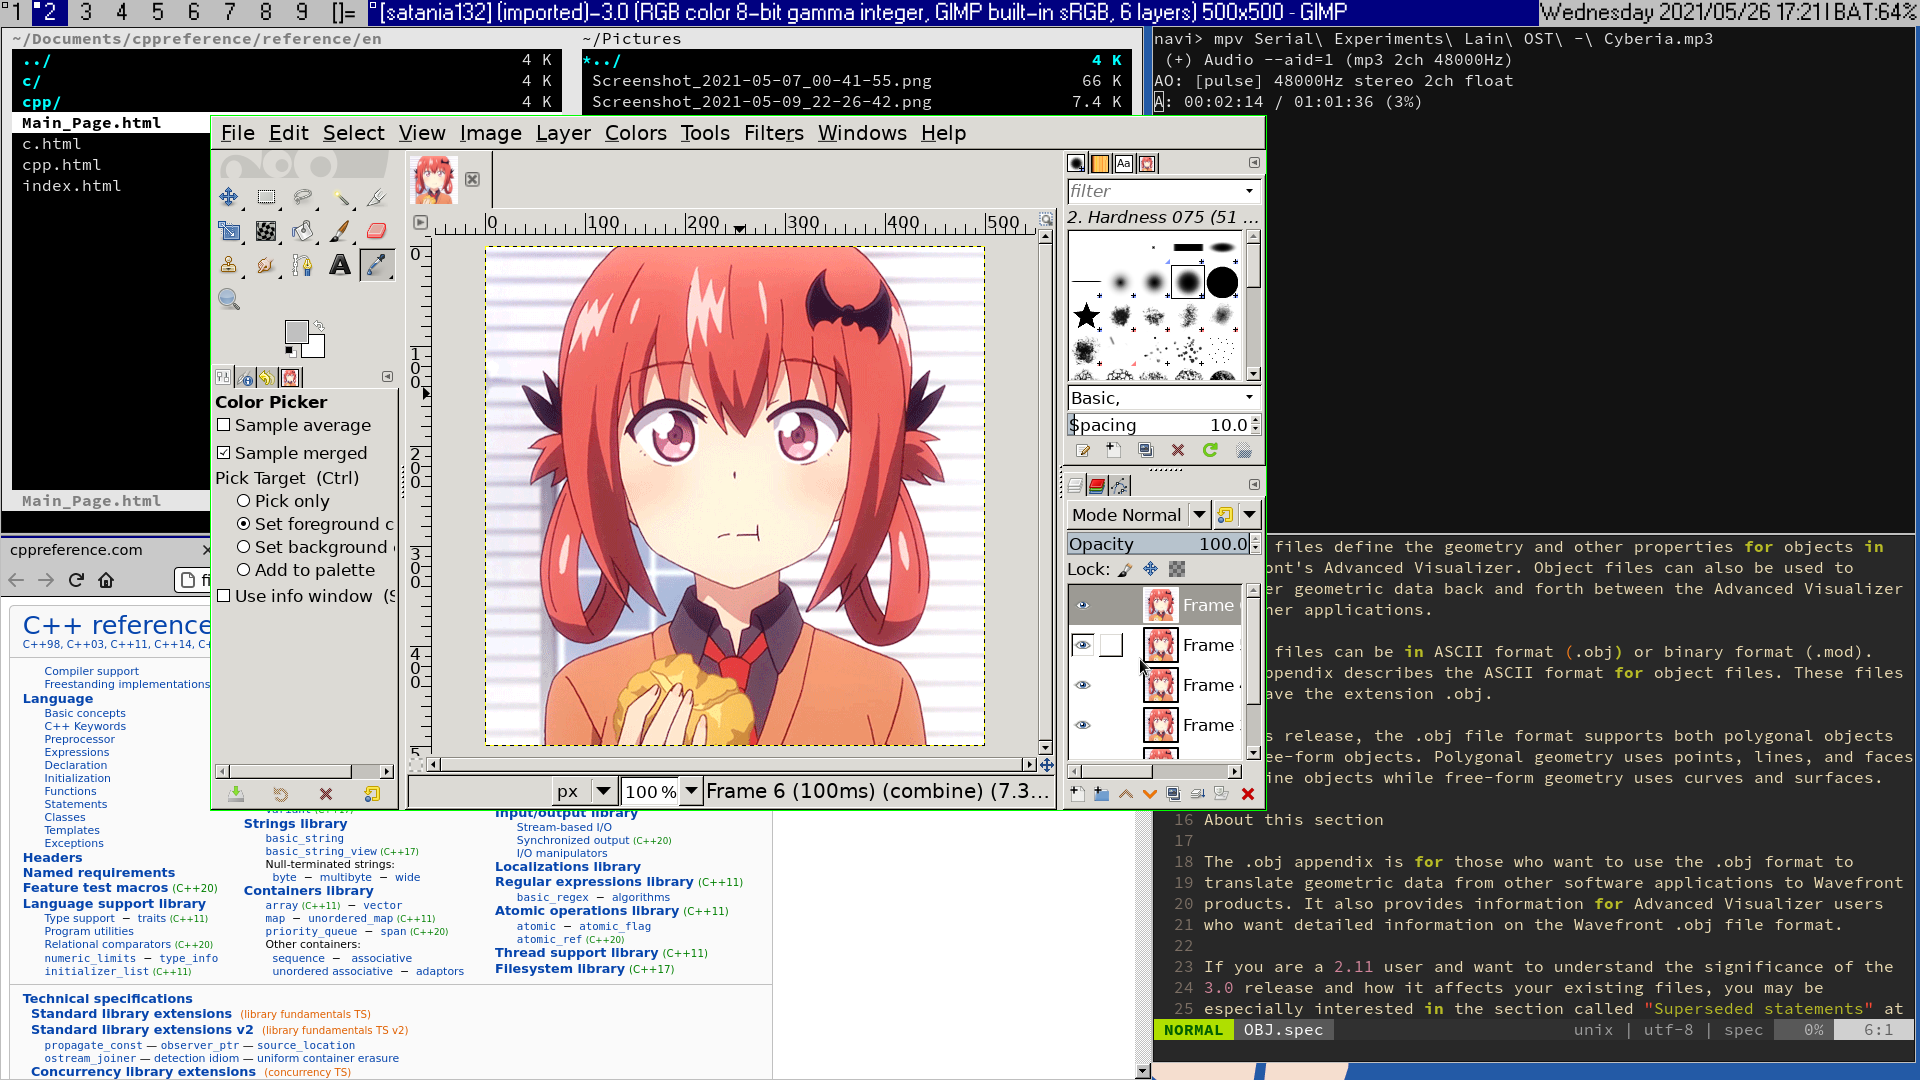 1 2 3 4 5 6 7 8 9 []= [satania132] (imported)-3.0 (RGB color 8-bit gamma integer, GIMP built-in sRGB, 6 layers) 500x500 – GIMP
Wednesday 2021/05/26 17:21|BAT:64%
~/Documents/cppreference/reference/en
../ 4 K
c/ 4 K
cpp/ 4 K
Main_Page.html
c.html
cpp.html
index.html
Main_Page.html
~/Pictures
*../ 4 K
Screenshot_2021-05-07_00-41-55.png 66 K
Screenshot_2021-05-09_22-26-42.png 7.4 K
navi> mpv Serial\ Experiments\ Lain\ OST\ -\ Cyberia.mp3
(+) Audio --aid=1 (mp3 2ch 48000Hz)
AO: [pulse] 48000Hz stereo 2ch float
A: 00:02:14 / 01:01:36 (3%)
File Edit Select View Image Layer Colors Tools Filters Windows Help
Color Picker
Sample average
Sample merged
Pick Target (Ctrl)
Pick only
Set foreground c
Set background
Add to palette
Use info window (S
0 100 200 300 400 500
0
100
200
300
400
5
px 100 % Frame 6 (100ms) (combine) (7.3...
Aa
filter
2. Hardness 075 (51 ...
Basic,
Spacing 10.0
Mode Normal
Opacity 100.0
Lock:
Frame
Frame
Frame
Frame
cppreference.com
C++ reference
C++98, C++03, C++11, C++14, C+
Compiler support
Freestanding implementations
Language
Basic concepts
C++ Keywords
Preprocessor
Expressions
Declaration
Initialization
Functions
Statements
Classes
Templates
Exceptions
Headers
Named requirements
Feature test macros (C++20)
Language support library
Type support – traits (C++11)
Program utilities
Relational comparators (C++20)
numeric_limits – type_info
initializer_list (C++11)
Strings library
basic_string
basic_string_view (C++17)
Null-terminated strings:
byte – multibyte – wide
Containers library
array (C++11) – vector
map – unordered_map (C++11)
priority_queue – span (C++20)
Other containers:
sequence – associative
unordered associative – adaptors
Input/output library
Stream-based I/O
Synchronized output (C++20)
I/O manipulators
Localizations library
Regular expressions library (C++11)
basic_regex – algorithms
Atomic operations library (C++11)
atomic – atomic_flag
atomic_ref (C++20)
Thread support library (C++11)
Filesystem library (C++17)
Technical specifications
Standard library extensions (library fundamentals TS)
Standard library extensions v2 (library fundamentals TS v2)
propagate_const — observer_ptr — source_location
ostream_joiner — detection idiom — uniform container erasure
Concurrency library extensions (concurrency TS)
files define the geometry and other properties for objects in
ont's Advanced Visualizer. Object files can also be used to
er geometric data back and forth between the Advanced Visualizer
her applications.
files can be in ASCII format (.obj) or binary format (.mod).
ppendix describes the ASCII format for object files. These files
ave the extension .obj.
s release, the .obj file format supports both polygonal objects
ee-form objects. Polygonal geometry uses points, lines, and faces
ine objects while free-form geometry uses curves and surfaces.
16 About this section
17
18 The .obj appendix is for those who want to use the .obj format to
19 translate geometric data from other software applications to Wavefront
20 products. It also provides information for Advanced Visualizer users
21 who want detailed information on the Wavefront .obj file format.
22
23 If you are a 2.11 user and want to understand the significance of the
24 3.0 release and how it affects your existing files, you may be
25 especially interested in the section called "Superseded statements" at
NORMAL OBJ.spec unix | utf-8 | spec 0% 6:1